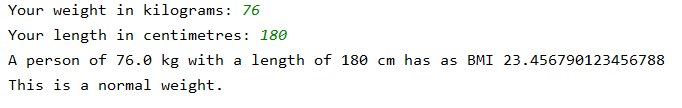 Your weight in kilograms: 76
Your length in centimetres: 180
A person of 76.0 kg with a length of 180 cm has as BMI 23.456790123456788
This is a normal weight.